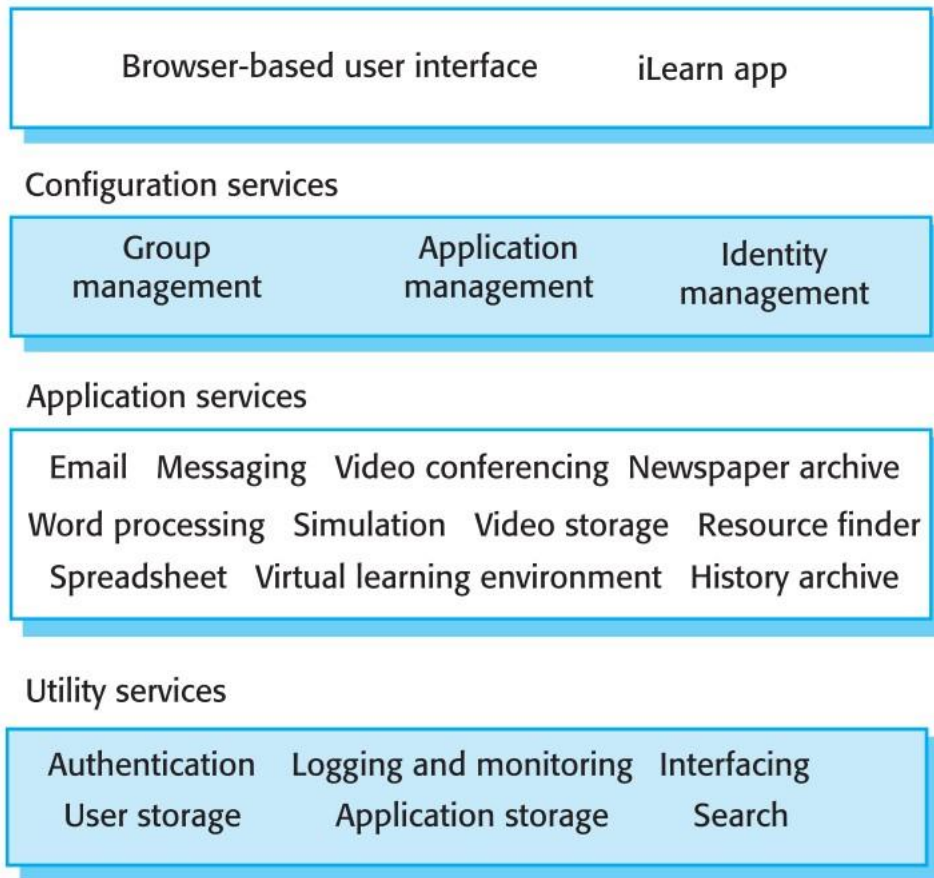 Browser-based user interface iLearn app
Configuration services
Group management
Application management
Identity management
Application services
Email Messaging Video conferencing Newspaper archive
Word processing Simulation Video storage Resource finder
Spreadsheet Virtual learning environment History archive
Utility services
Authentication Logging and monitoring Interfacing
User storage Application storage Search